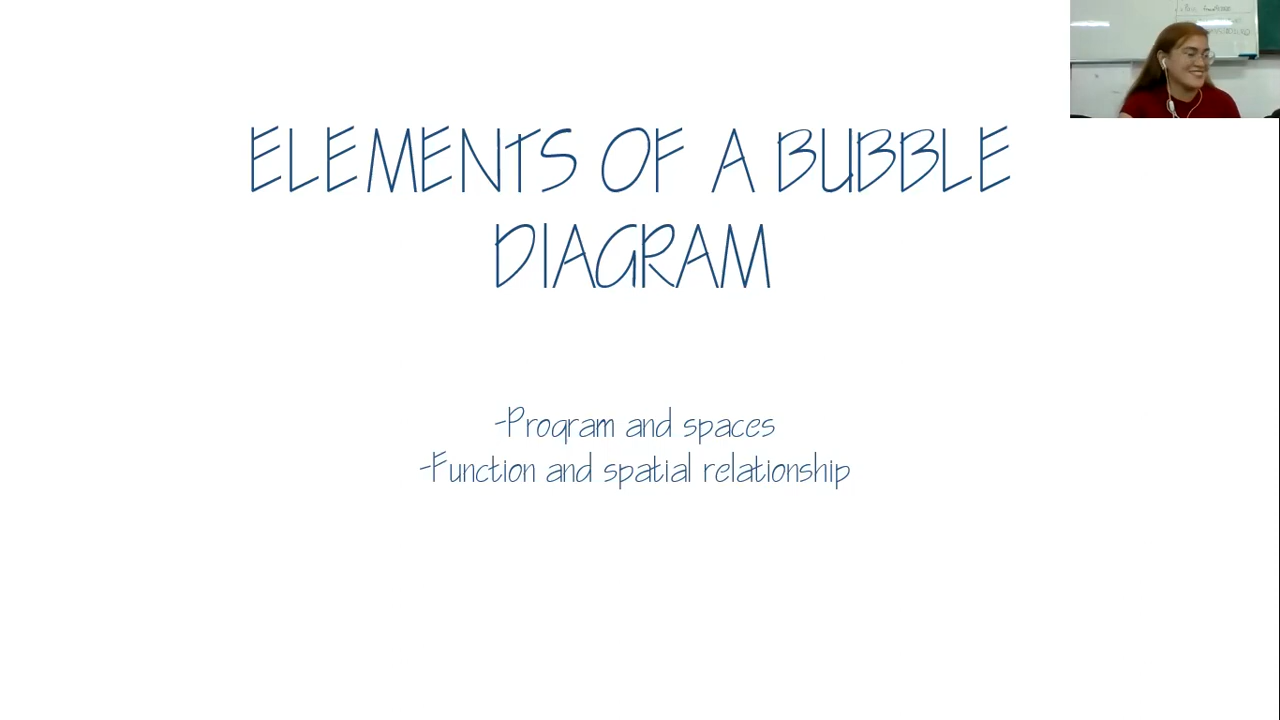 ELEMENTS OF A BUBBLE
DIAGRAM
-Program and spaces
-Function and spatial relationship